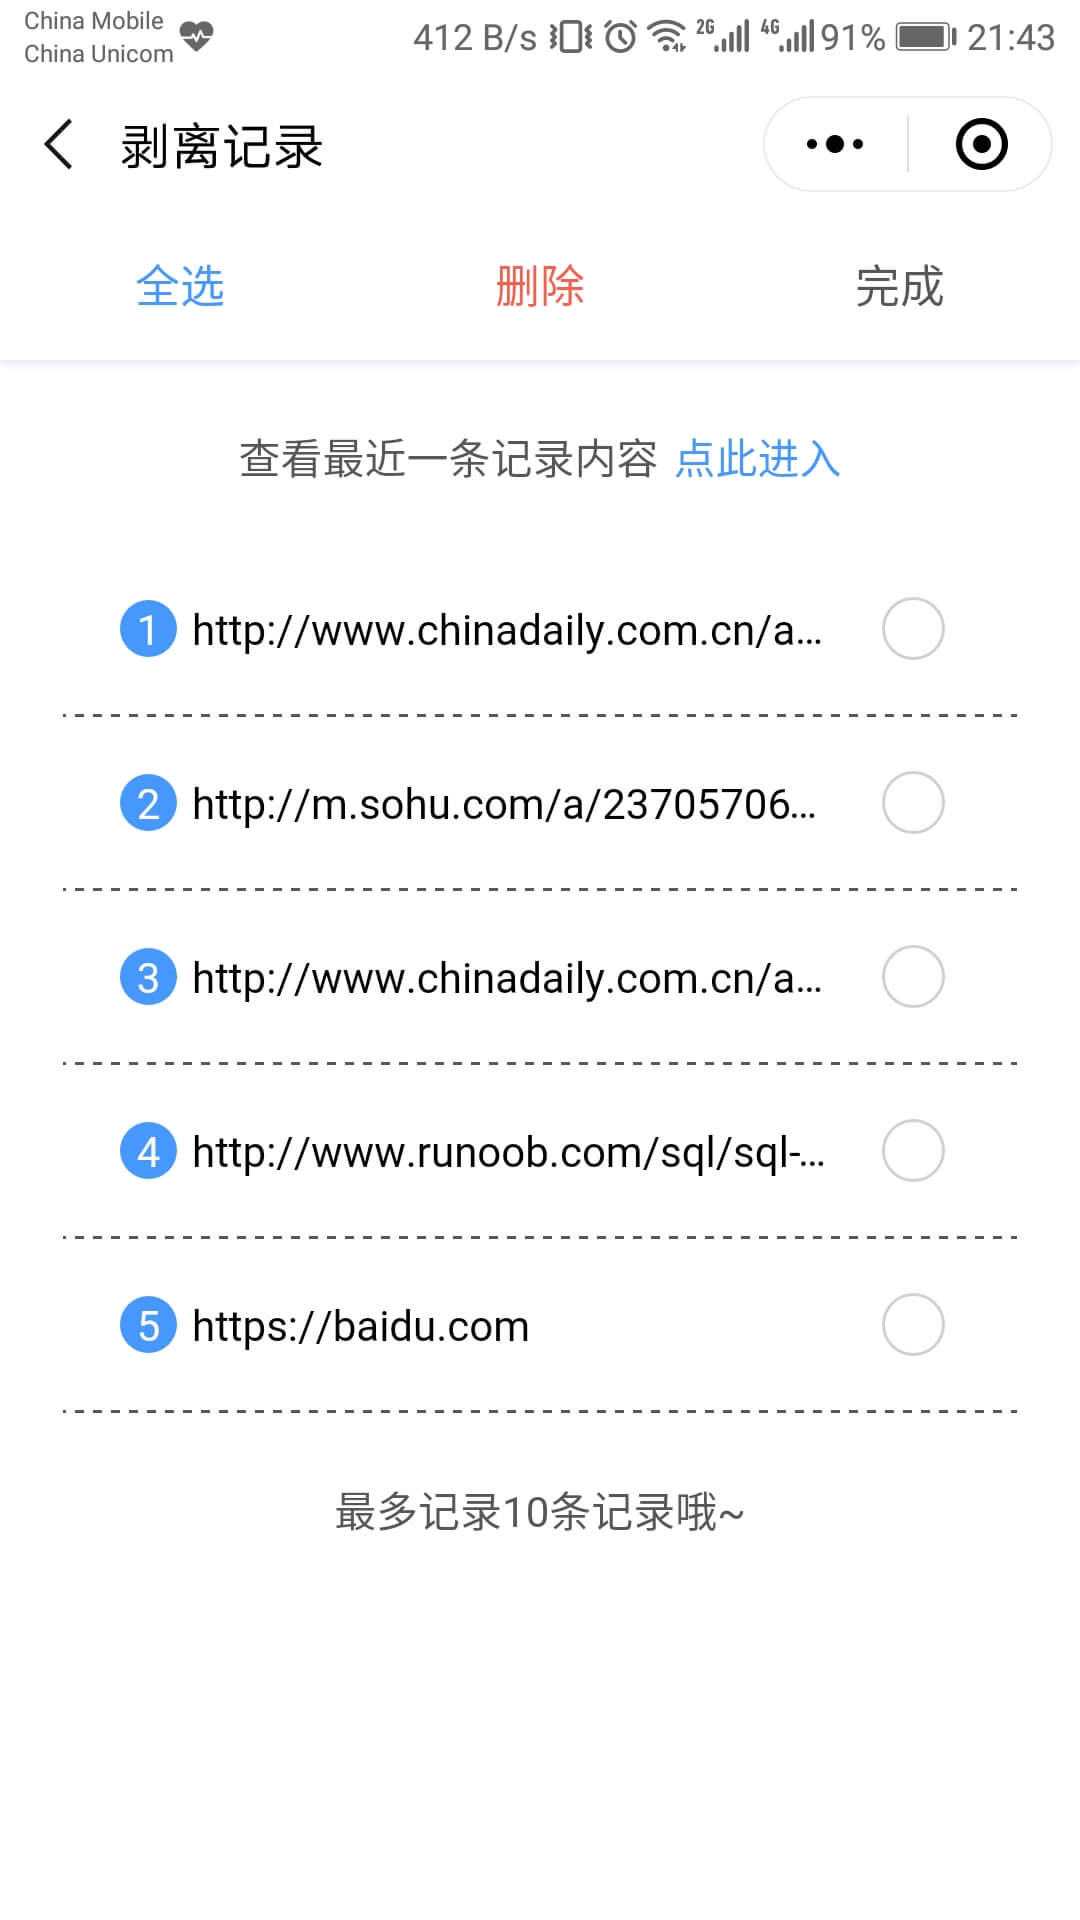 China Mobile
China Unicom
412 B/s 2G 4G 91% 21:43
剥离记录
全选 删除 完成
查看最近一条记录内容 点此进入
1 http://www.chinadaily.com.cn/a...
2 http://m.sohu.com/a/23705706...
3 http://www.chinadaily.com.cn/a...
4 http://www.runoob.com/sql/sql-...
5 https://baidu.com
最多记录10条记录哦~